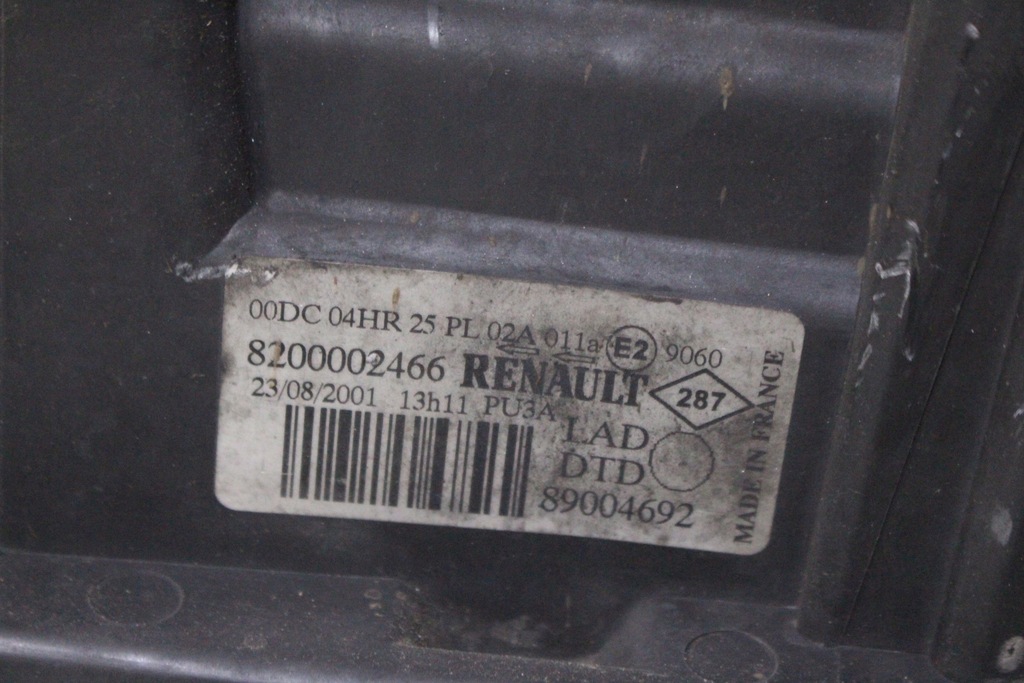 00DC 04HR 25 PL 02A 011a E2 9060
8200002466 RENAULT 287
23/08/2001 13h11 PU3A
LAD
DTD
89004692
MADE IN FRANCE